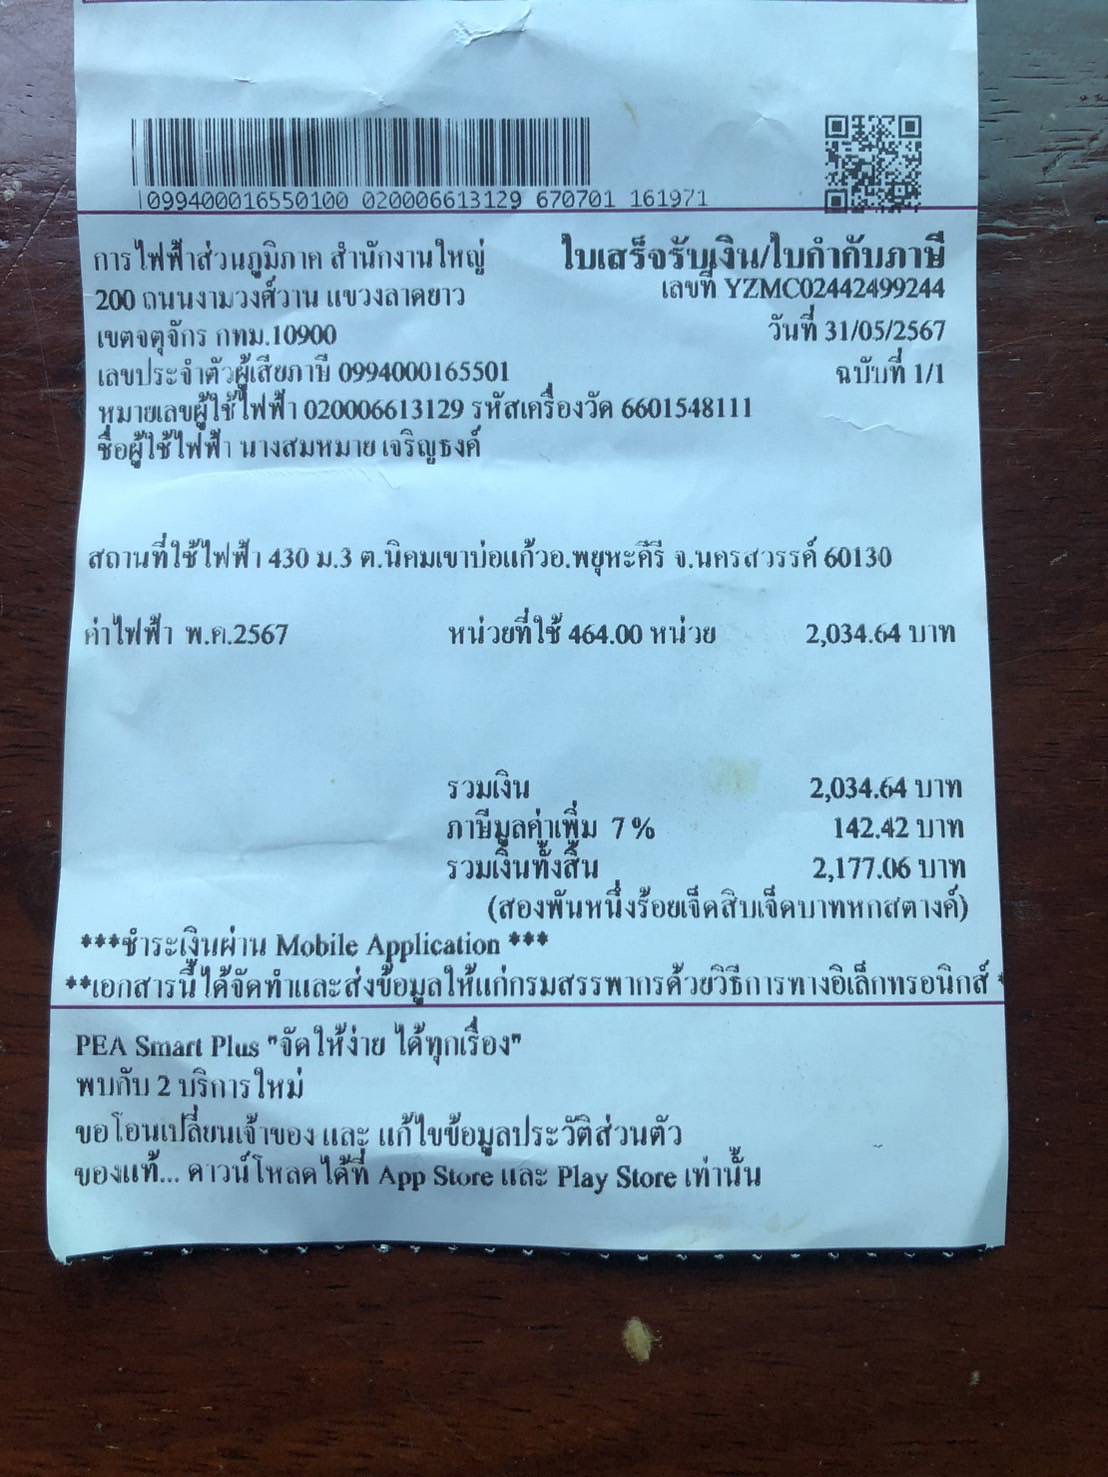 099400016550100 020006613129 670701 161971
การไฟฟ้าส่วนภูมิภาค สำนักงานใหญ่
ใบเสร็จรับเงิน/ใบกำกับภาษี
200 ถนนงามวงศ์วาน แขวงลาดยาว
เลขที่ YZMC02442499244
เขตจตุจักร กทม.10900
วันที่ 31/05/2567
เลขประจำตัวผู้เสียภาษี 0994000165501
ฉบับที่ 1/1
หมายเลขผู้ใช้ไฟฟ้า 020006613129 รหัสเครื่องวัด 6601548111
ชื่อผู้ใช้ไฟฟ้า นางสมหมาย เจริญธงค์
สถานที่ใช้ไฟฟ้า 430 ม.3 ต.นิคมเขาบ่อแก้วอ.พยุหะคีรี จ.นครสวรรค์ 60130
ค่าไฟฟ้า พ.ค.2567 หน่วยที่ใช้ 464.00 หน่วย 2,034.64 บาท
รวมเงิน 2,034.64 บาท
ภาษีมูลค่าเพิ่ม 7% 142.42 บาท
รวมเงินทั้งสิ้น 2,177.06 บาท
(สองพันหนึ่งร้อยเจ็ดสิบเจ็ดบาทหกสตางค์)
***ชำระเงินผ่าน Mobile Application ***
**เอกสารนี้ได้จัดทำและส่งข้อมูลให้แก่กรมสรรพากรด้วยวิธีการทางอิเล็กทรอนิกส์ *
PEA Smart Plus "จัดให้ง่าย ได้ทุกเรื่อง"
พบกับ 2 บริการใหม่
ขอโอนเปลี่ยนเจ้าของ และ แก้ไขข้อมูลประวัติส่วนตัว
ของแท้... ดาวน์โหลดได้ที่ App Store และ Play Store เท่านั้น